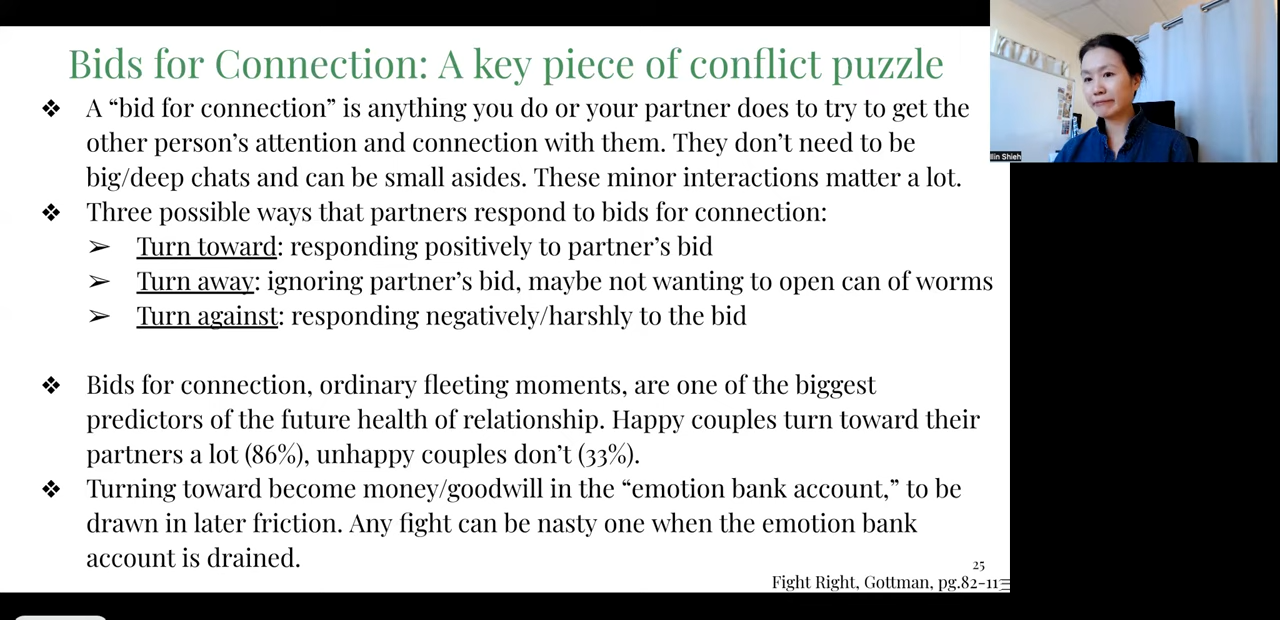 Bids for Connection: A key piece of conflict puzzle
❖ A “bid for connection” is anything you do or your partner does to try to get the
other person’s attention and connection with them. They don’t need to be
big/deep chats and can be small asides. These minor interactions matter a lot.
❖ Three possible ways that partners respond to bids for connection:
➢ Turn toward: responding positively to partner’s bid
➢ Turn away: ignoring partner’s bid, maybe not wanting to open can of worms
➢ Turn against: responding negatively/harshly to the bid
❖ Bids for connection, ordinary fleeting moments, are one of the biggest
predictors of the future health of relationship. Happy couples turn toward their
partners a lot (86%), unhappy couples don’t (33%).
❖ Turning toward become money/goodwill in the “emotion bank account,” to be
drawn in later friction. Any fight can be nasty one when the emotion bank
account is drained.
25
Fight Right, Gottman, pg.82-11
Shieh